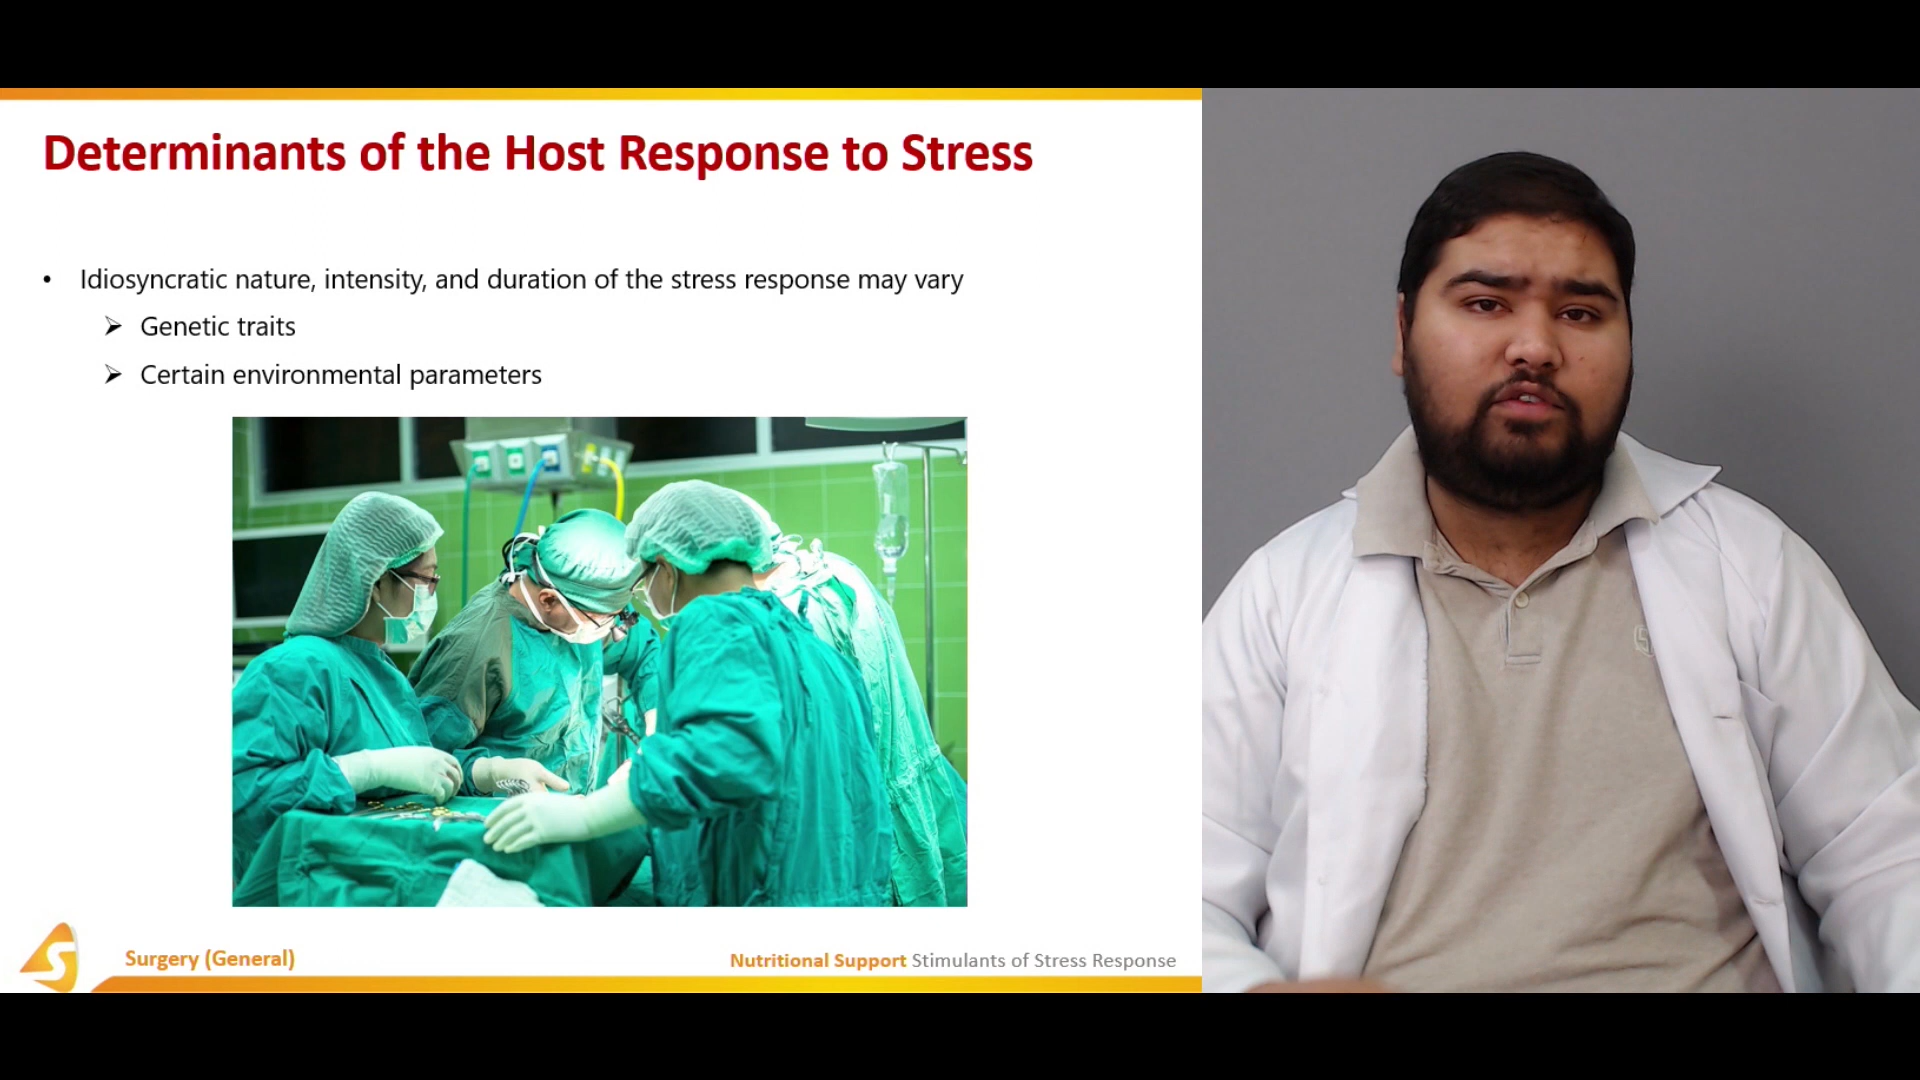 Determinants of the Host Response to Stress
• Idiosyncratic nature, intensity, and duration of the stress response may vary
➢ Genetic traits
➢ Certain environmental parameters
Surgery (General)
Nutritional Support Stimulants of Stress Response